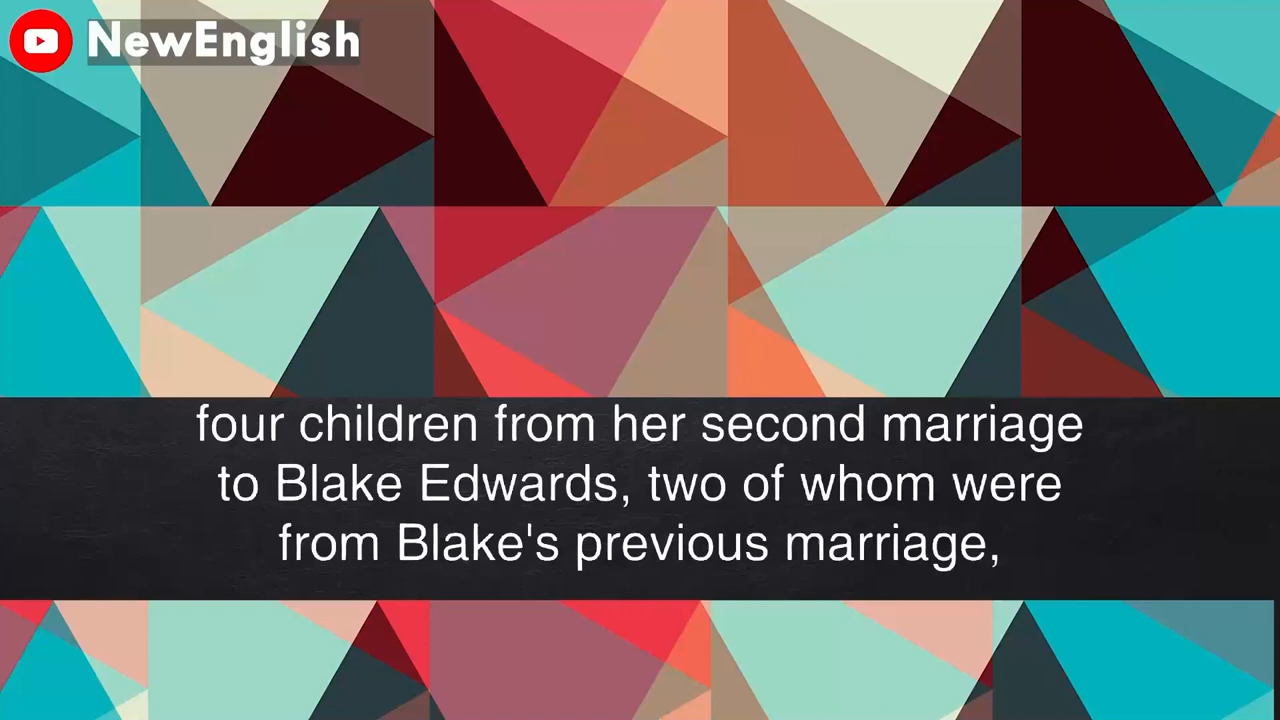 NewEnglish
four children from her second marriage
to Blake Edwards, two of whom were
from Blake's previous marriage,